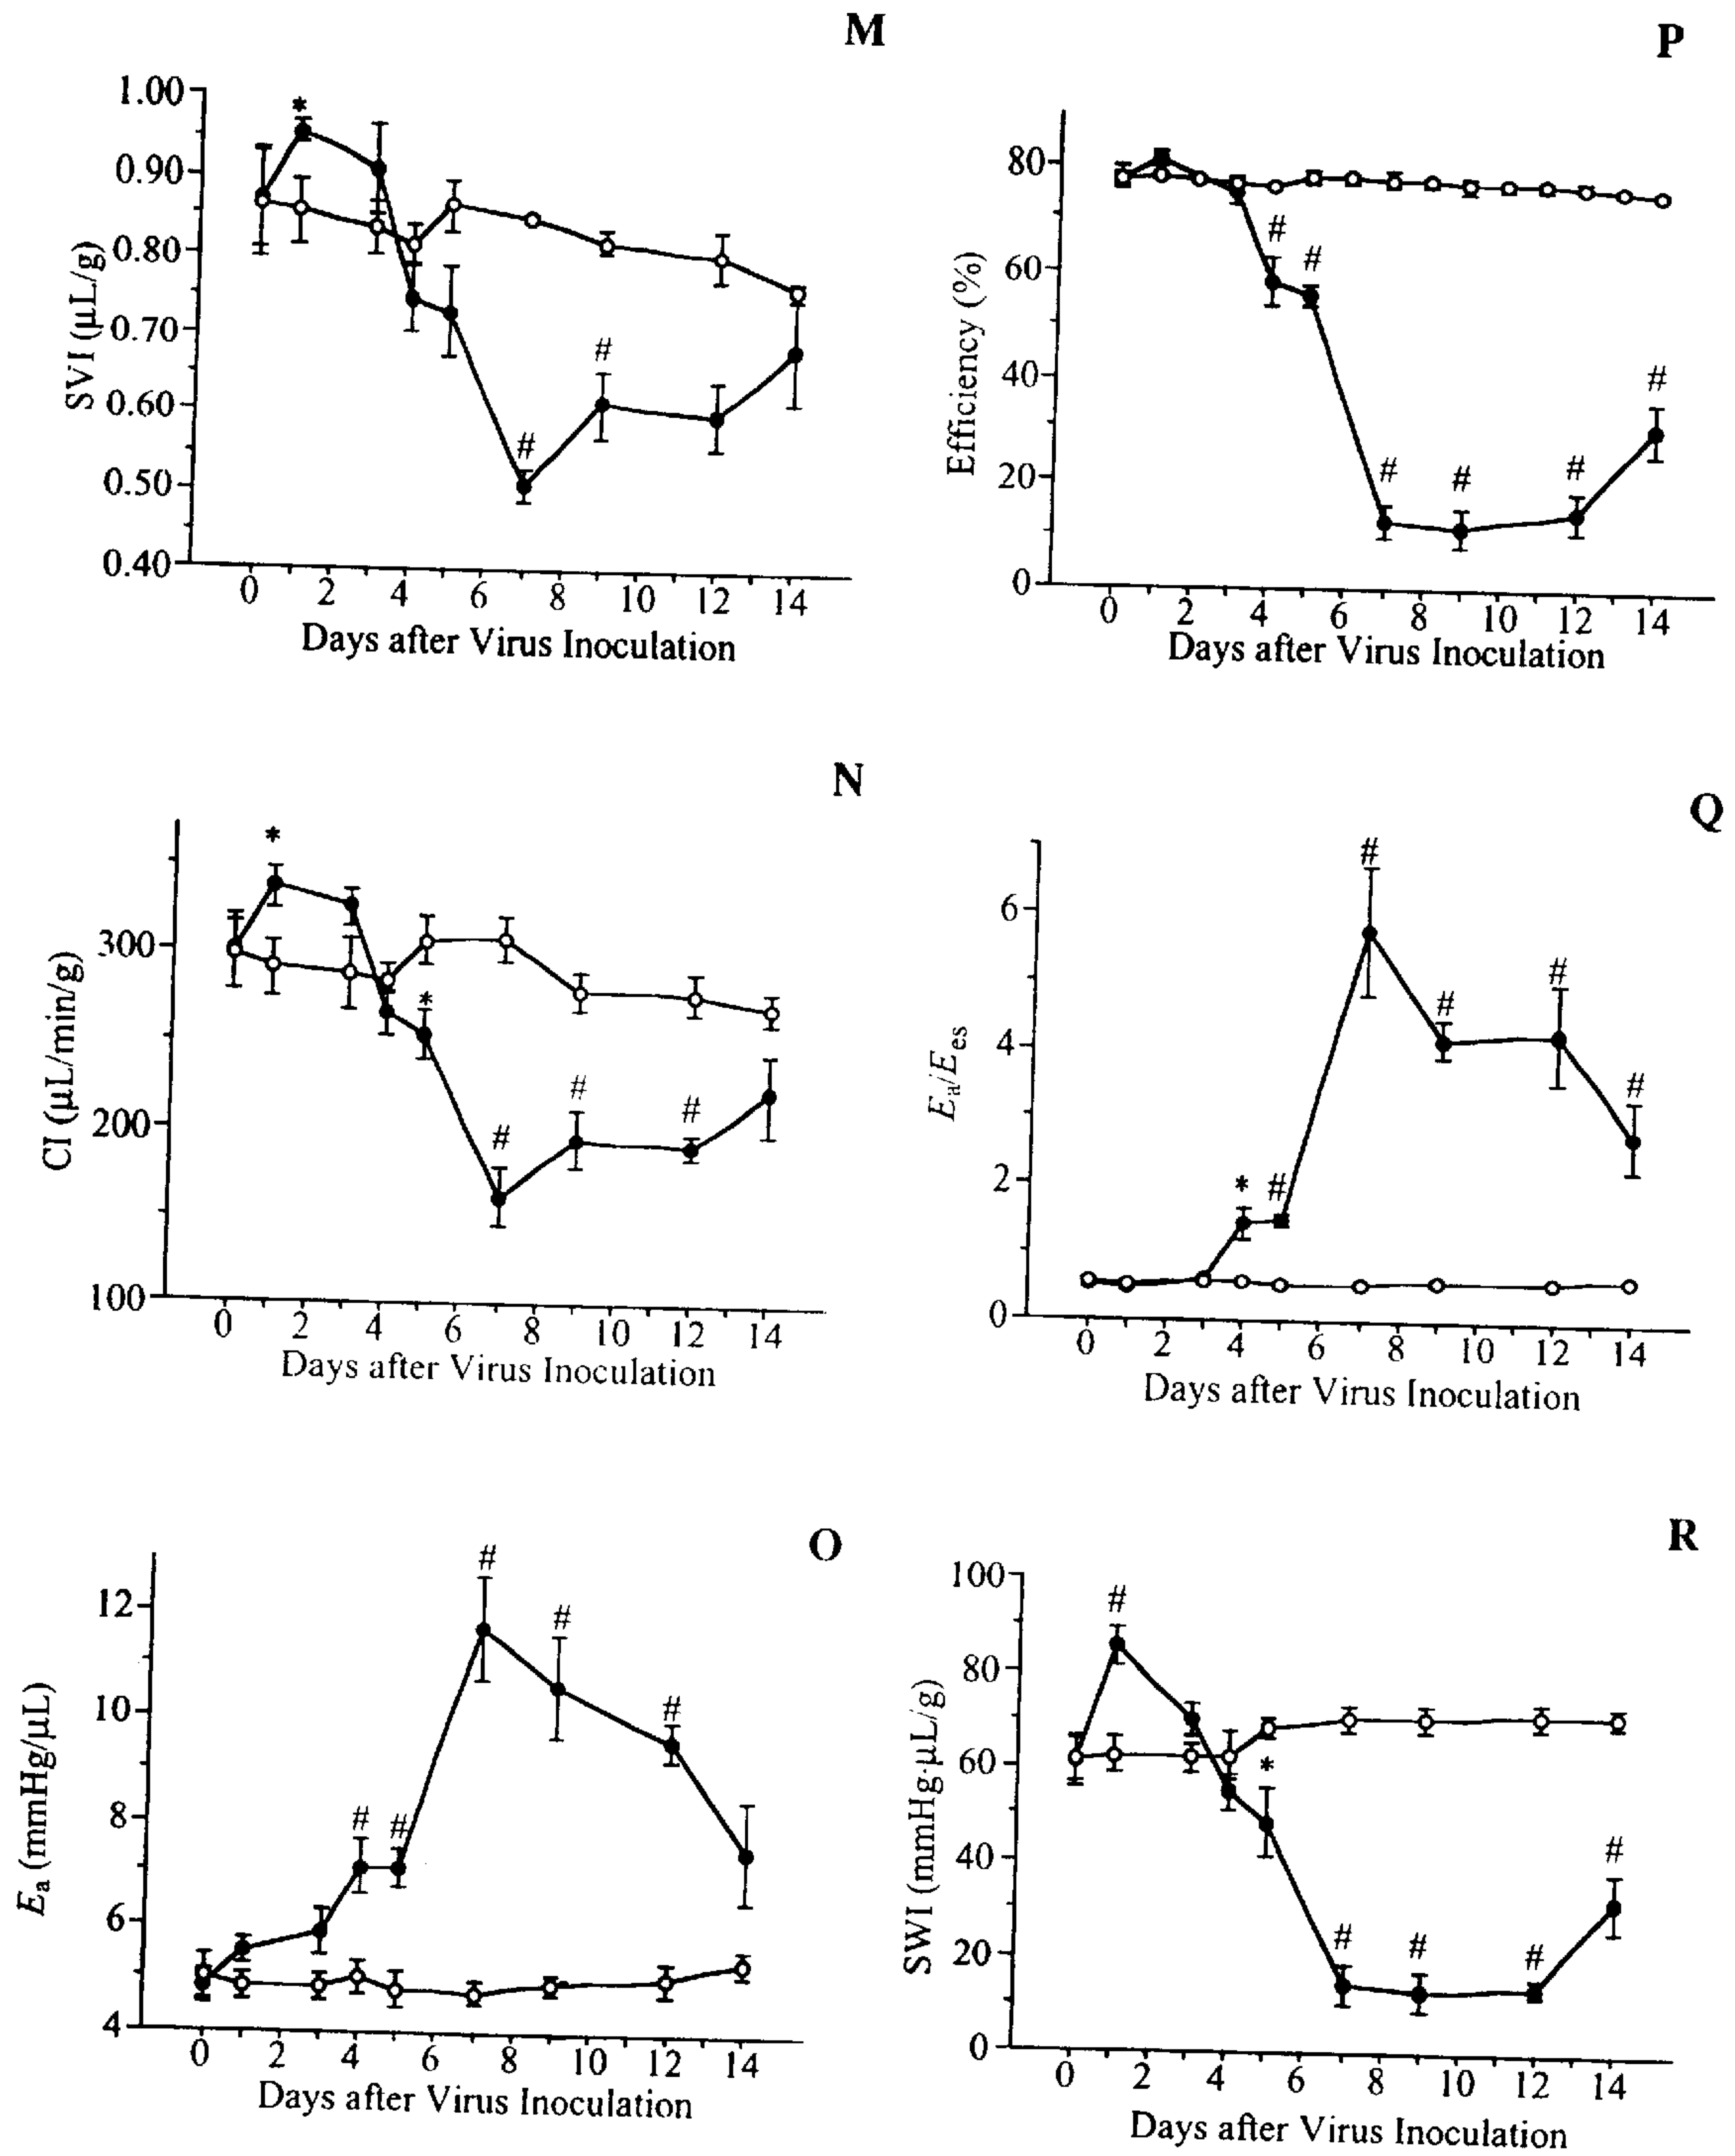 M
*
1.00
0.90
0.80
0.70
0.60
0.50
0.40
SVI (μL/g)
#
#
0 2 4 6 8 10 12 14
Days after Virus Inoculation
P
80
60
40
20
0
Efficiency (%)
# # # # # #
0 2 4 6 8 10 12 14
Days after Virus Inoculation
N
*
300
200
100
CI (μL/min/g)
* # # #
0 2 4 6 8 10 12 14
Days after Virus Inoculation
Q
6
4
2
0
Ea/Ees
* # # # # #
0 2 4 6 8 10 12 14
Days after Virus Inoculation
O
12
10
8
6
4
Ea (mmHg/μL)
# # # # #
0 2 4 6 8 10 12 14
Days after Virus Inoculation
R
100
80
60
40
20
0
SWI (mmHg·μL/g)
# * # # # #
0 2 4 6 8 10 12 14
Days after Virus Inoculation